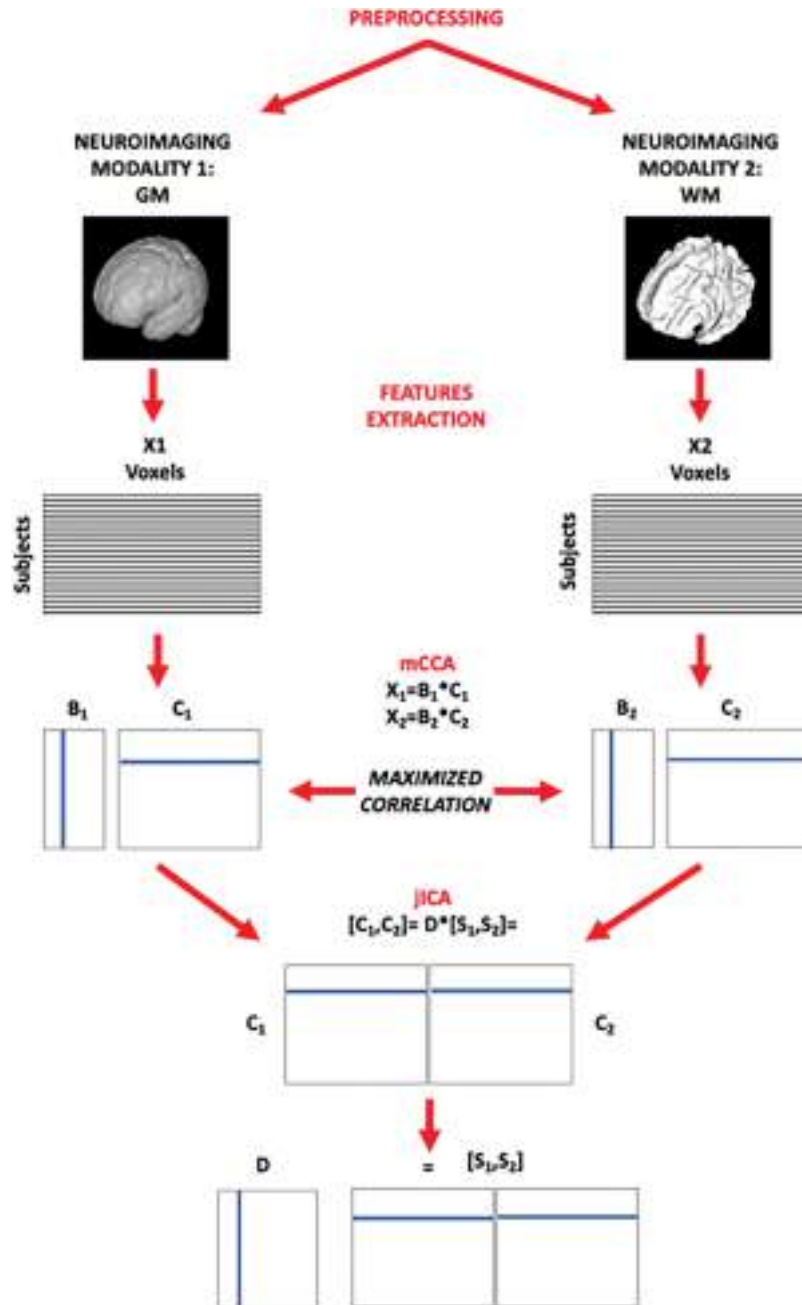 PREPROCESSING
NEUROIMAGING
MODALITY 1:
GM
NEUROIMAGING
MODALITY 2:
WM
FEATURES
EXTRACTION
X1
Voxels
Subjects
X2
Voxels
Subjects
mCCA
X₁=B₁*C₁
X₂=B₂*C₂
B₁
C₁
B₂
C₂
MAXIMIZED
CORRELATION
jICA
[C₁,C₂]= D*[S₁,S₂]=
C₁
C₂
D
=
[S₁,S₂]